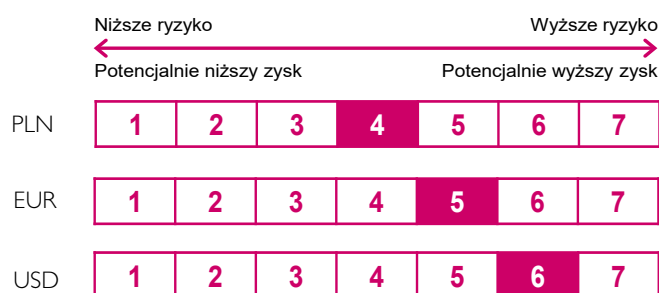 Niższe ryzyko Wyższe ryzyko
Potencjalnie niższy zysk Potencjalnie wyższy zysk
PLN 1 2 3 4 5 6 7
EUR 1 2 3 4 5 6 7
USD 1 2 3 4 5 6 7